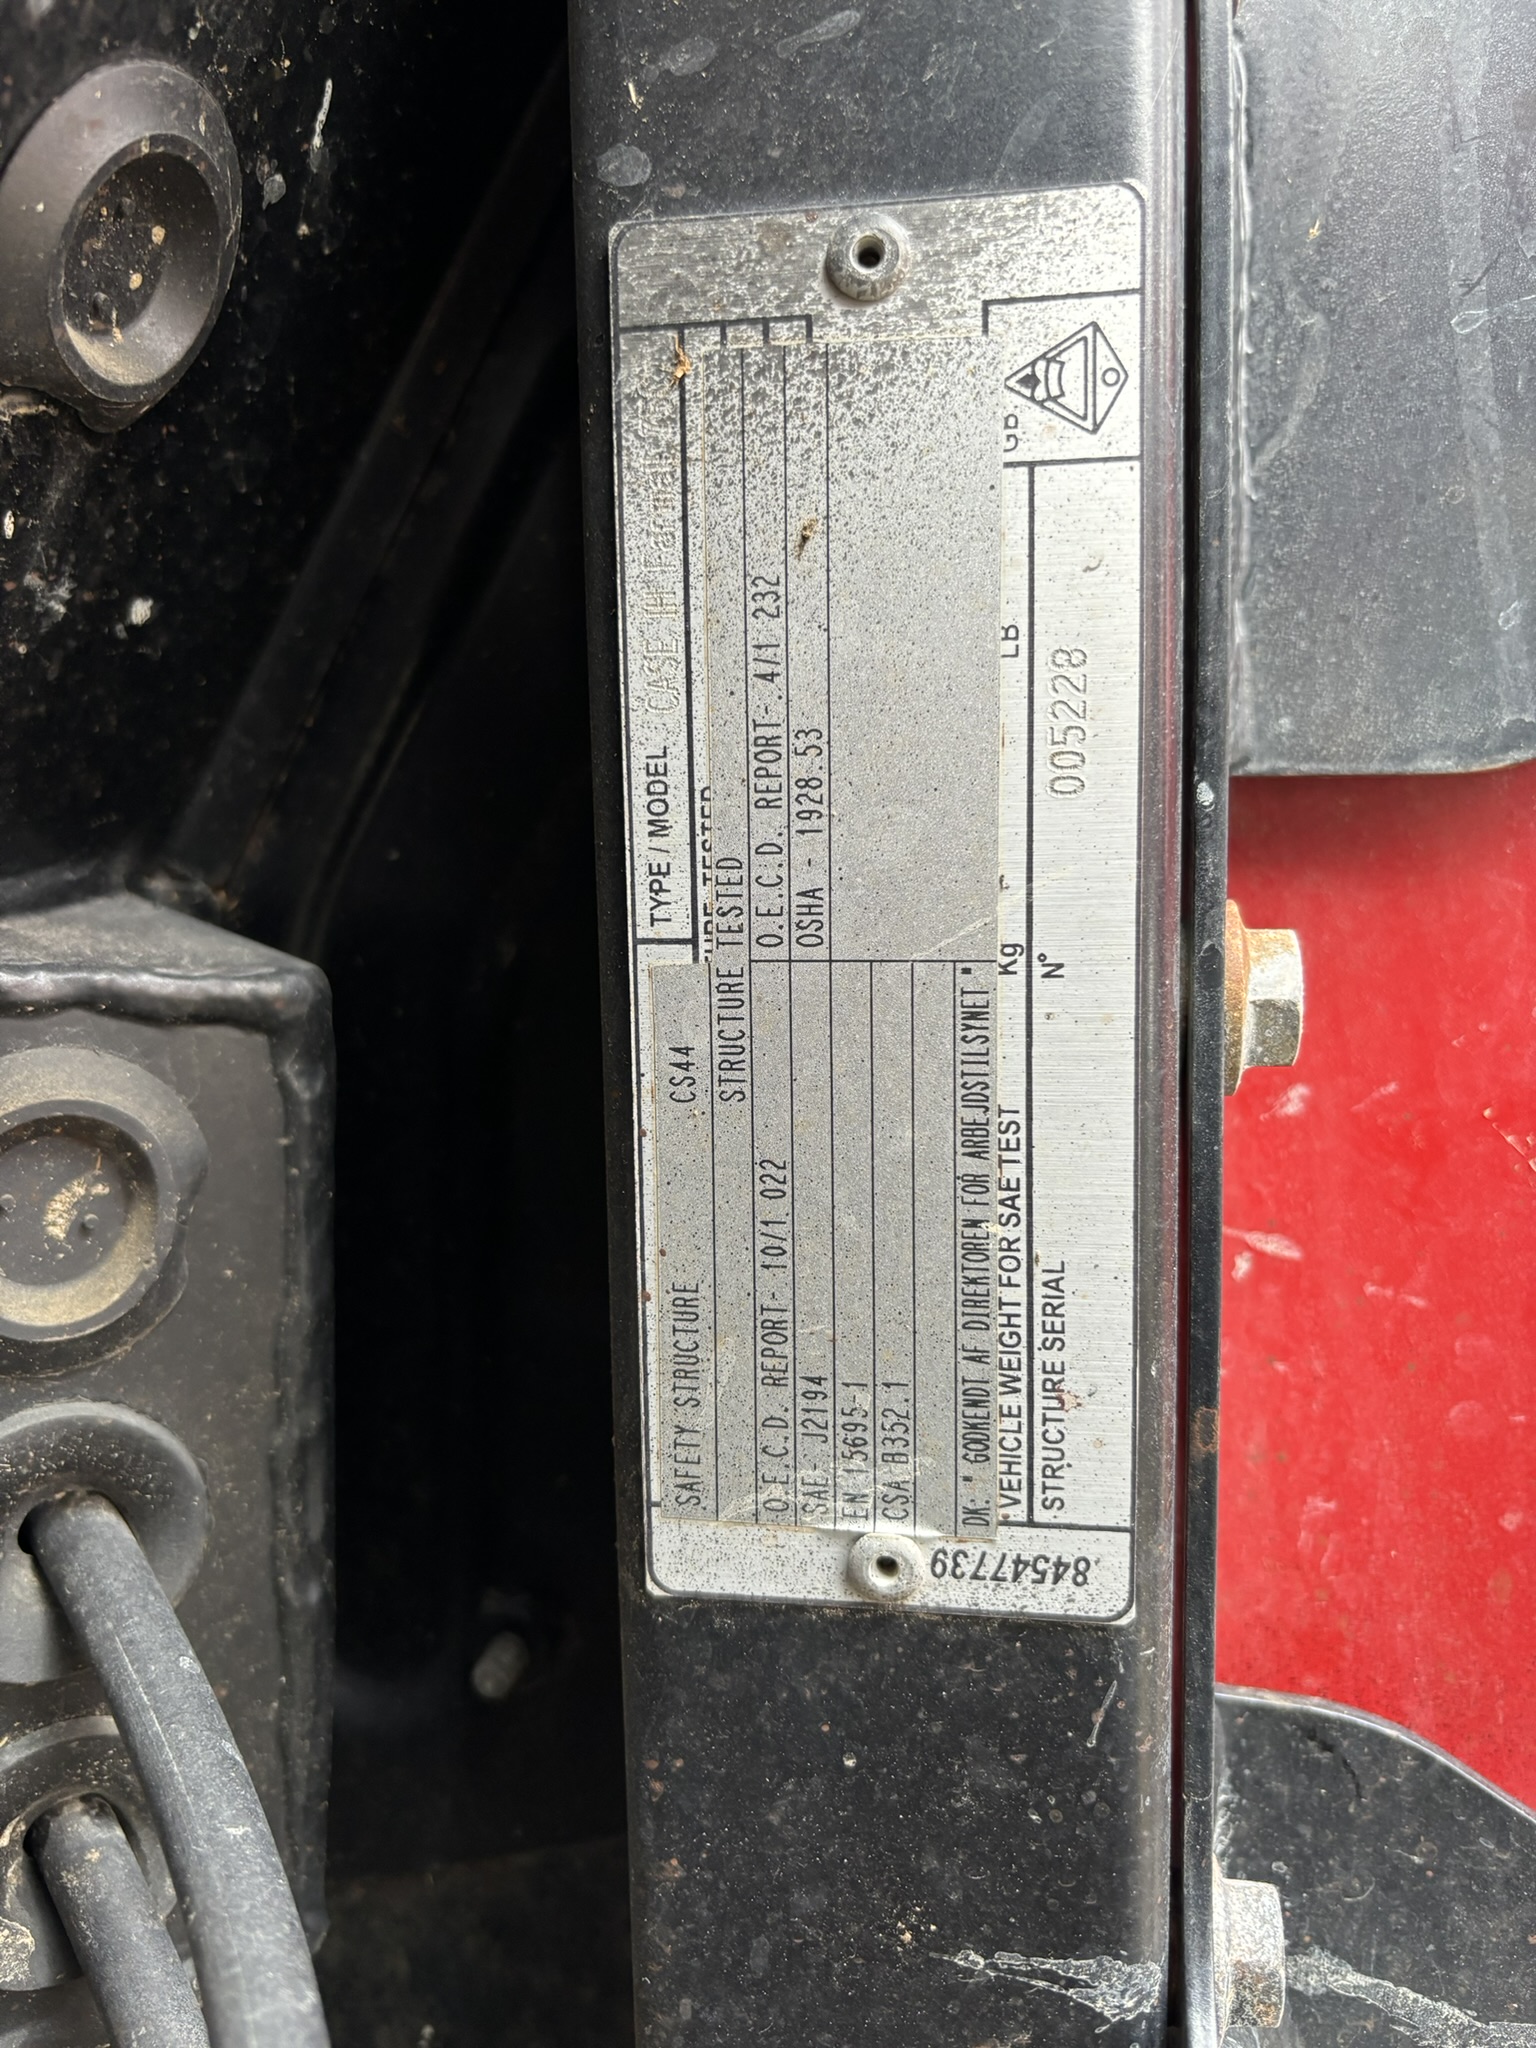 TYPE / MODEL CASE IH Farmall
SAFETY STRUCTURE CS44
STRUCTURE TESTED
O.E.C.D. REPORT- 10/1 022 O.E.C.D. REPORT- 4/1 232
SAE- J2194 OSHA - 1928.53
EN 15695-1
CSA B352.1
DK: " GODKENDT AF DIREKTOREN FOR ARBEJDSTILSYNET "
VEHICLE WEIGHT FOR SAE TEST Kg LB GB
STRUCTURE SERIAL N° 005228
84547739